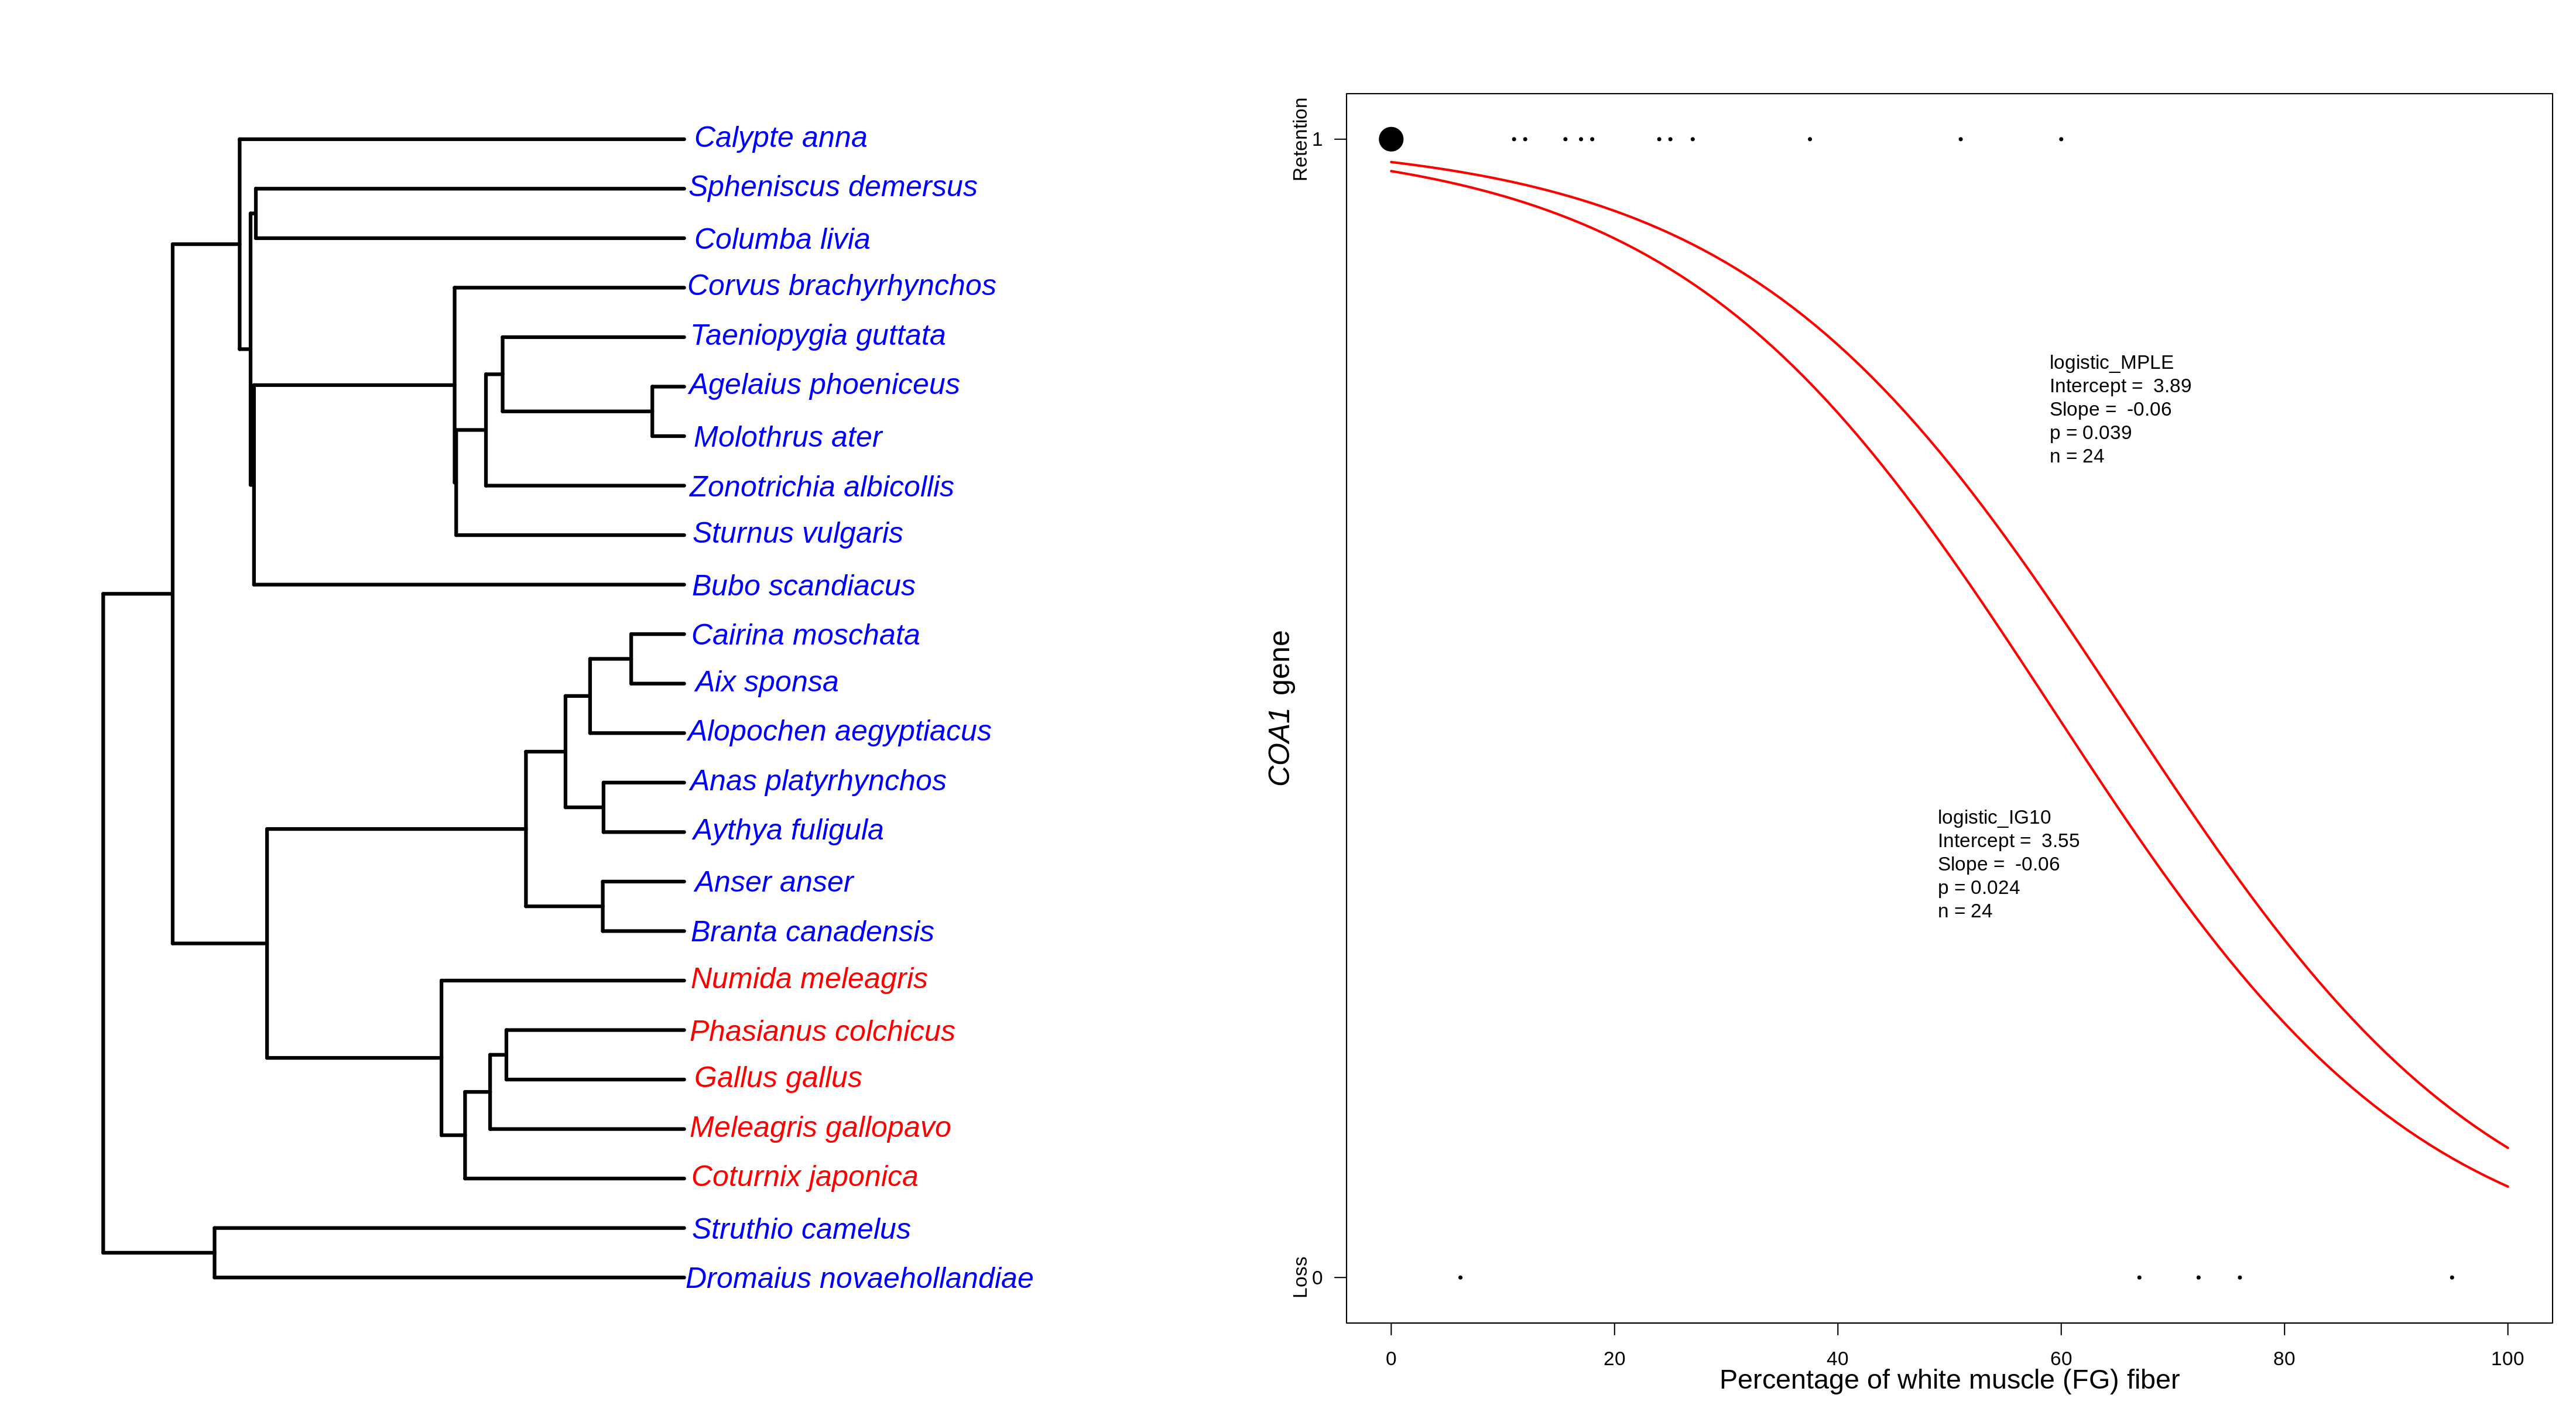 Calypte anna
Spheniscus demersus
Columba livia
Corvus brachyrhynchos
Taeniopygia guttata
Agelaius phoeniceus
Molothrus ater
Zonotrichia albicollis
Sturnus vulgaris
Bubo scandiacus
Cairina moschata
Aix sponsa
Alopochen aegyptiacus
Anas platyrhynchos
Aythya fuligula
Anser anser
Branta canadensis
Numida meleagris
Phasianus colchicus
Gallus gallus
Meleagris gallopavo
Coturnix japonica
Struthio camelus
Dromaius novaehollandiae
Retention
1
COA1 gene
Loss
0
logistic_MPLE
Intercept = 3.89
Slope = -0.06
p = 0.039
n = 24
logistic_IG10
Intercept = 3.55
Slope = -0.06
p = 0.024
n = 24
0 20 40 60 80 100
Percentage of white muscle (FG) fiber